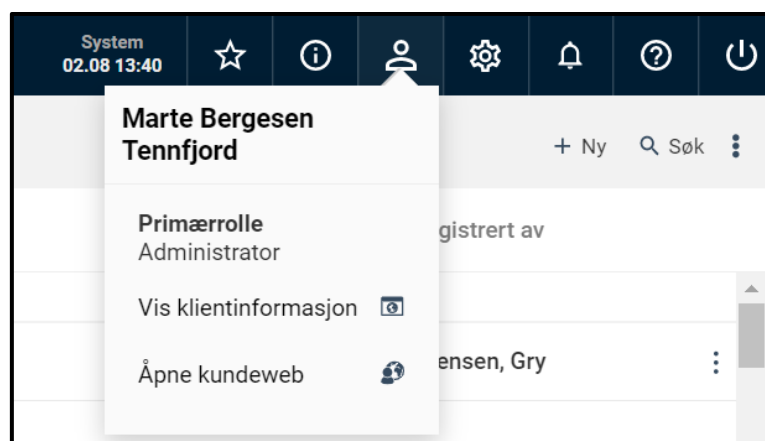 System
02.08 13:40
Marte Bergesen
Tennfjord
+ Ny Søk
Primærrolle
Administrator
gistrert av
Vis klientinformasjon
ensen, Gry
Åpne kundeweb